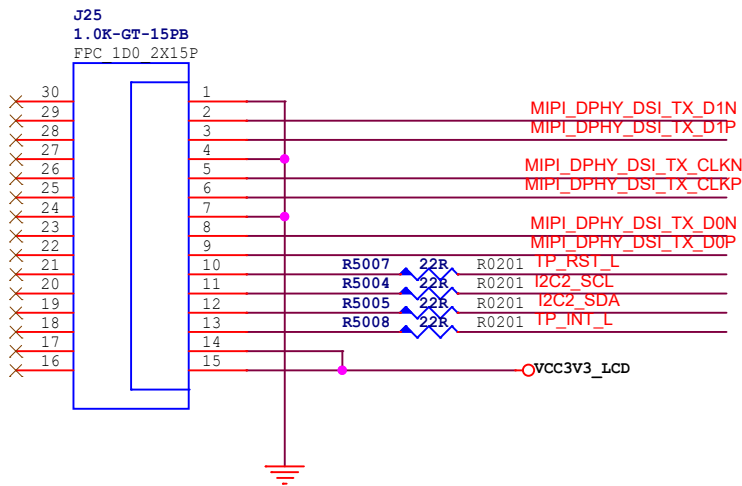 J25
1.0K-GT-15PB
FPC_1D0_2X15P
30 1
29 2 MIPI_DPHY_DSI_TX_D1N
28 3 MIPI_DPHY_DSI_TX_D1P
27 4
26 5 MIPI_DPHY_DSI_TX_CLKN
25 6 MIPI_DPHY_DSI_TX_CLKP
24 7
23 8 MIPI_DPHY_DSI_TX_D0N
22 9 MIPI_DPHY_DSI_TX_D0P
21 10 R5007 22R R0201 TP_RST_L
20 11 R5004 22R R0201 I2C2_SCL
19 12 R5005 22R R0201 I2C2_SDA
18 13 R5008 22R R0201 TP_INT_L
17 14
16 15 VCC3V3_LCD